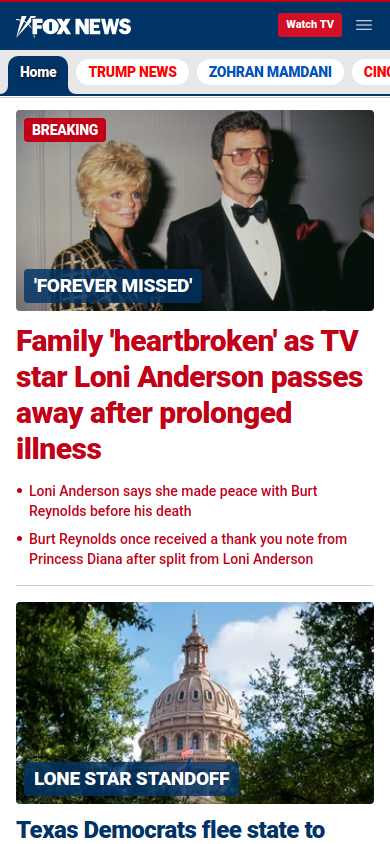 FOX NEWS
Watch TV
Home
TRUMP NEWS
ZOHRAN MAMDANI
BREAKING
'FOREVER MISSED'
Family 'heartbroken' as TV
star Loni Anderson passes
away after prolonged
illness
• Loni Anderson says she made peace with Burt
Reynolds before his death
• Burt Reynolds once received a thank you note from
Princess Diana after split from Loni Anderson
LONE STAR STANDOFF
Texas Democrats flee state to